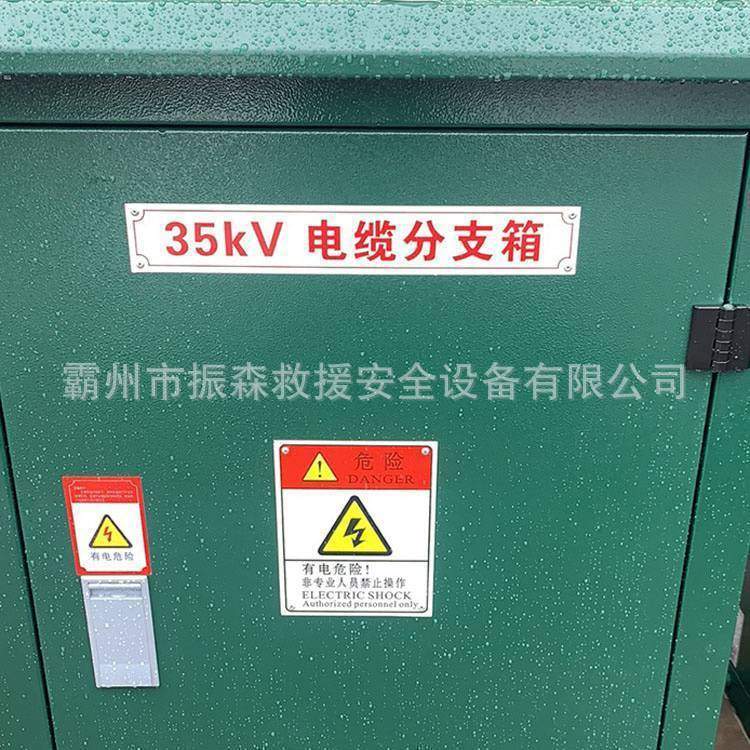 35kV 电缆分支箱
霸州市振森救援安全设备有限公司
危险
DANGER
有电危险!
非专业人员禁止操作
ELECTRIC SHOCK
Authorized personnel only
有电危险